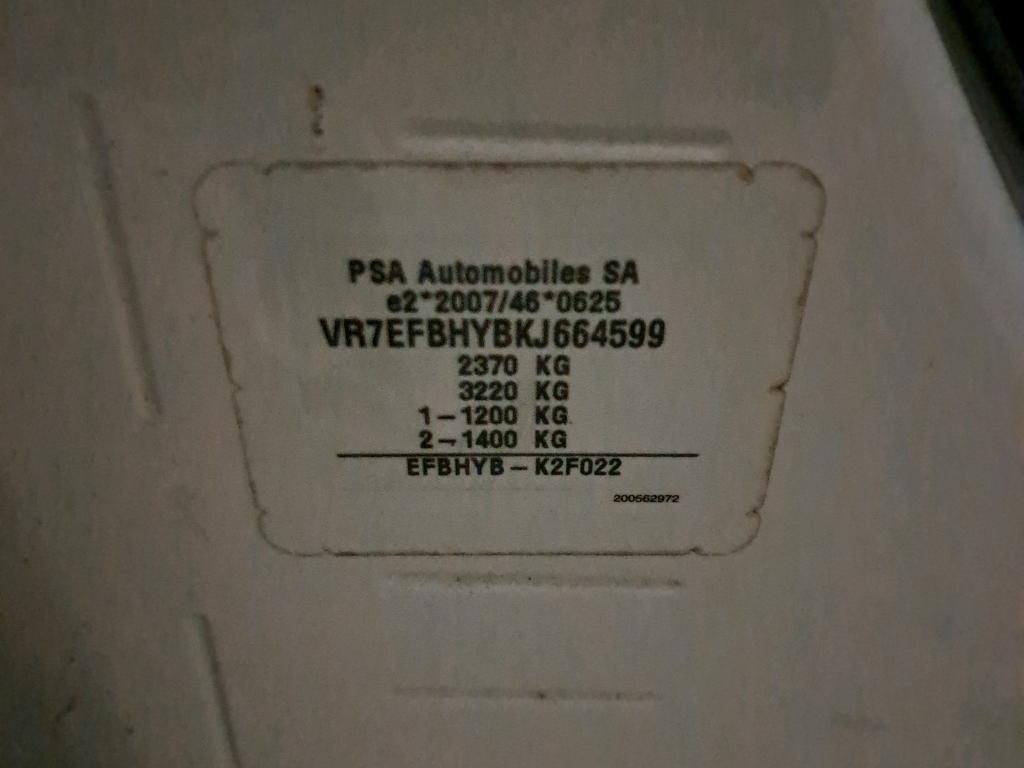 PSA Automobiles SA
e2*2007/46*0625
VR7EFBHYBKJ664599
2370 KG
3220 KG
1-1200 KG
2-1400 KG
EFBHYB-K2F022
200562972